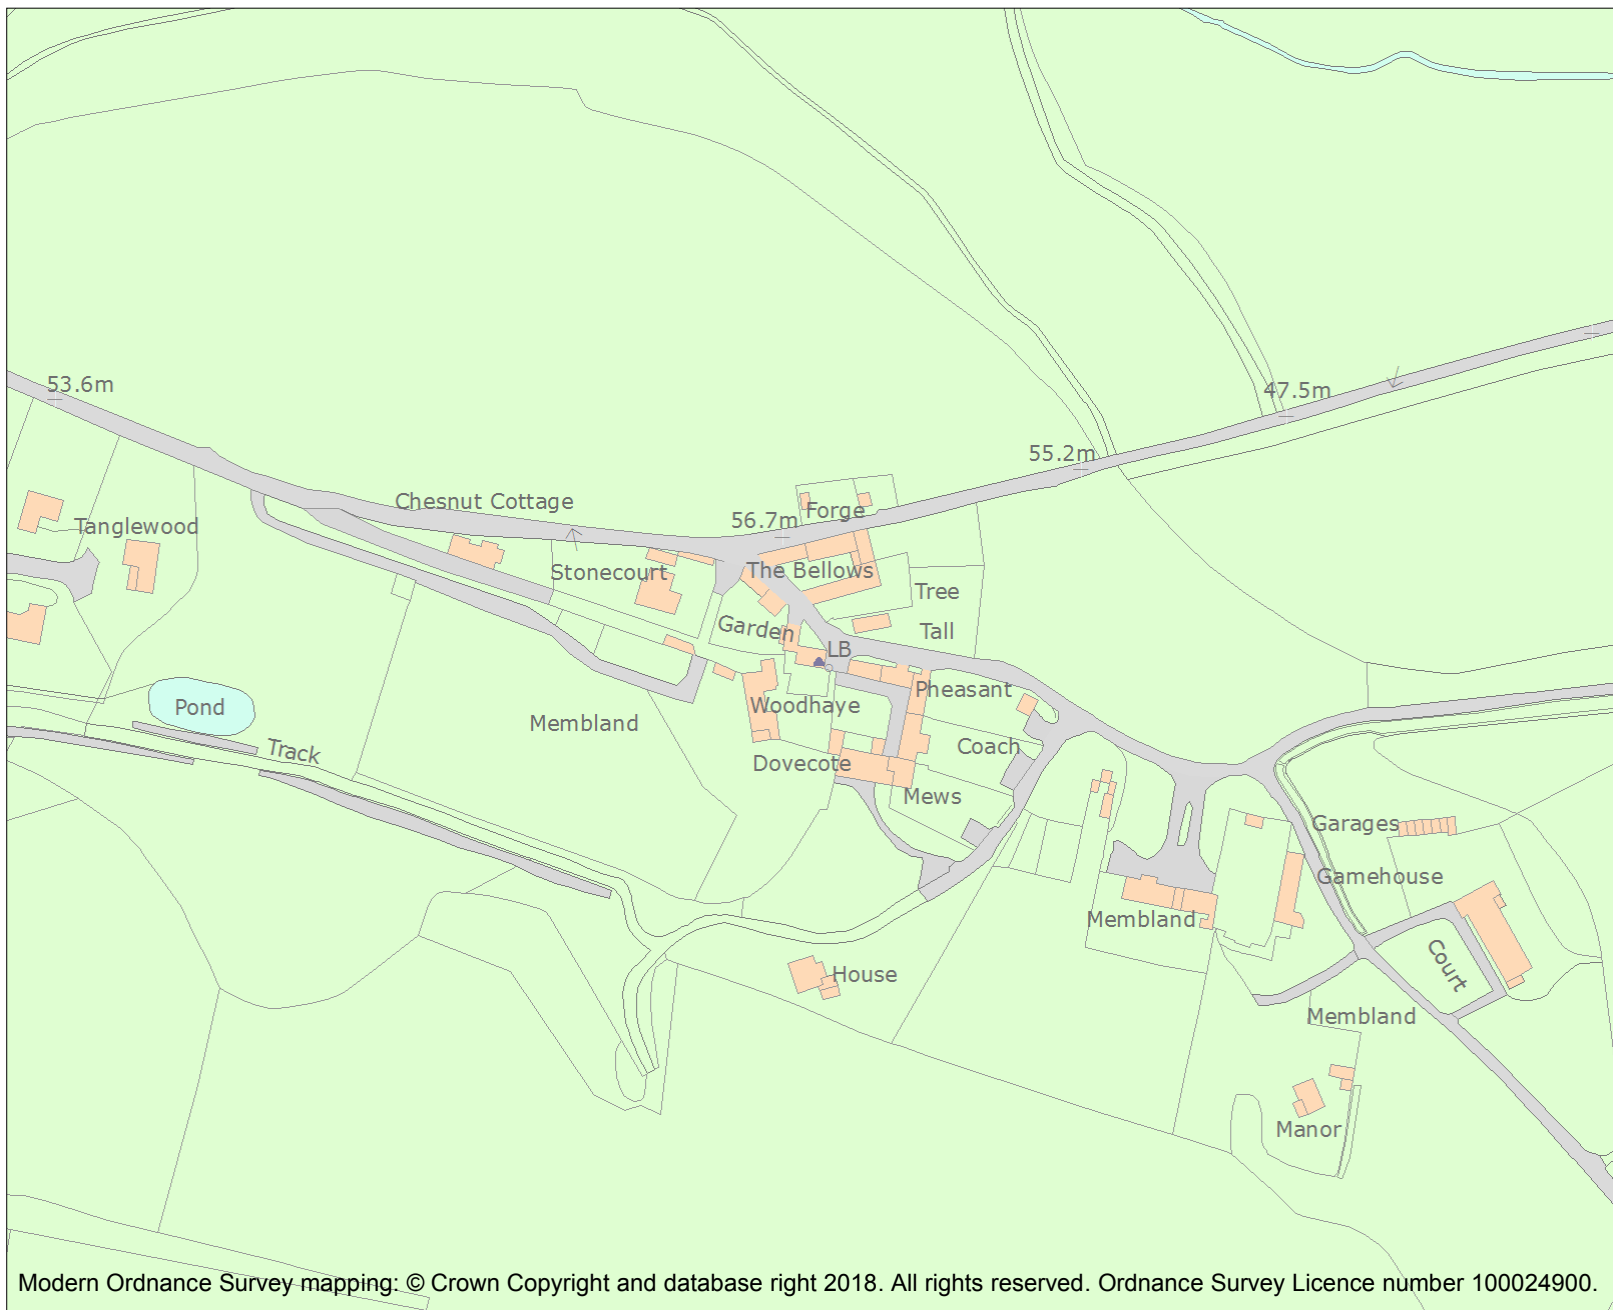 53.6m
47.5m
55.2m
Chesnut Cottage
56.7m
Forge
Tanglewood
Stonecourt
The Bellows
Tree
Garden
Tall
LB
Pheasant
Pond
Woodhaye
Membland
Track
Coach
Dovecote
Mews
Garages
Gamehouse
Membland
House
Court
Membland
Manor
Modern Ordnance Survey mapping: © Crown Copyright and database right 2018. All rights reserved. Ordnance Survey Licence number 100024900.